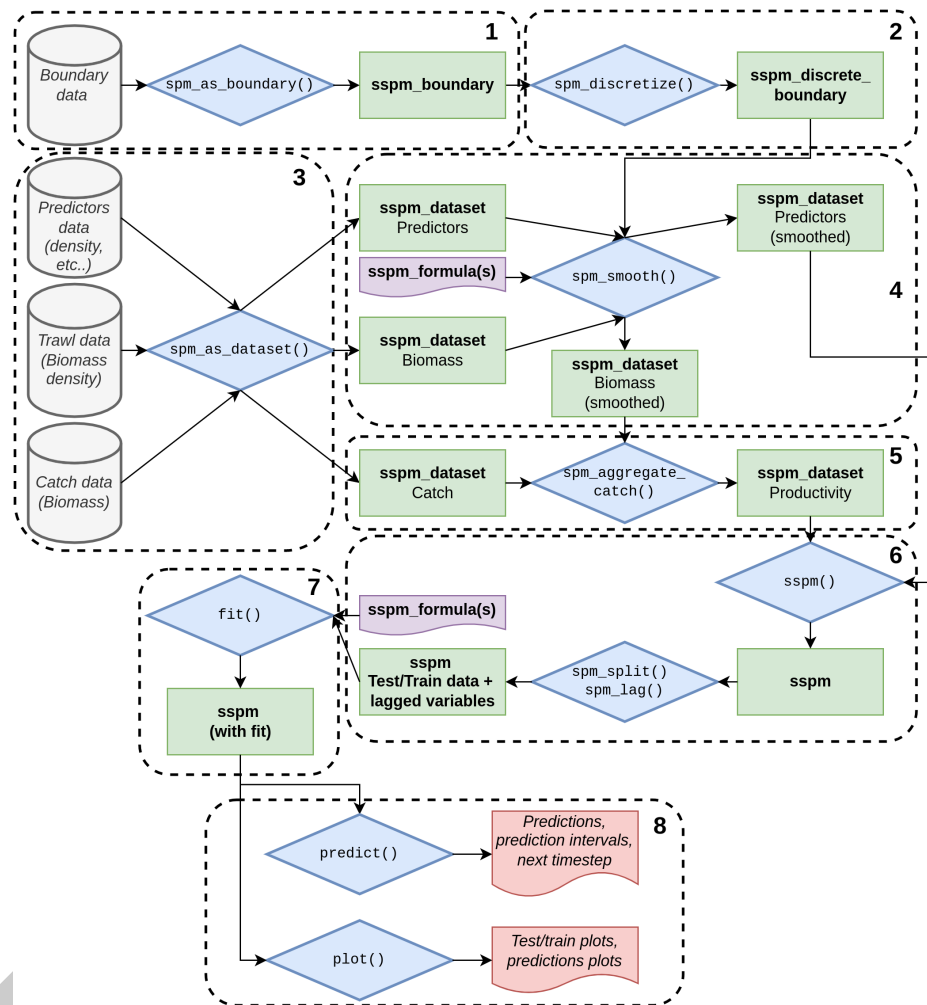 1
2
Boundary
data
spm_as_boundary()
sspm_boundary
spm_discretize()
sspm_discrete_
boundary
3
Predictors
data
(density,
etc..)
Trawl data
(Biomass
density)
Catch data
(Biomass)
spm_as_dataset()
4
sspm_dataset
Predictors
sspm_formula(s)
sspm_dataset
Biomass
spm_smooth()
sspm_dataset
Predictors
(smoothed)
sspm_dataset
Biomass
(smoothed)
5
sspm_dataset
Catch
spm_aggregate_
catch()
sspm_dataset
Productivity
6
sspm()
sspm
spm_split()
spm_lag()
sspm_formula(s)
sspm
Test/Train data +
lagged variables
7
fit()
sspm
(with fit)
8
predict()
Predictions,
prediction intervals,
next timestep
plot()
Test/train plots,
predictions plots